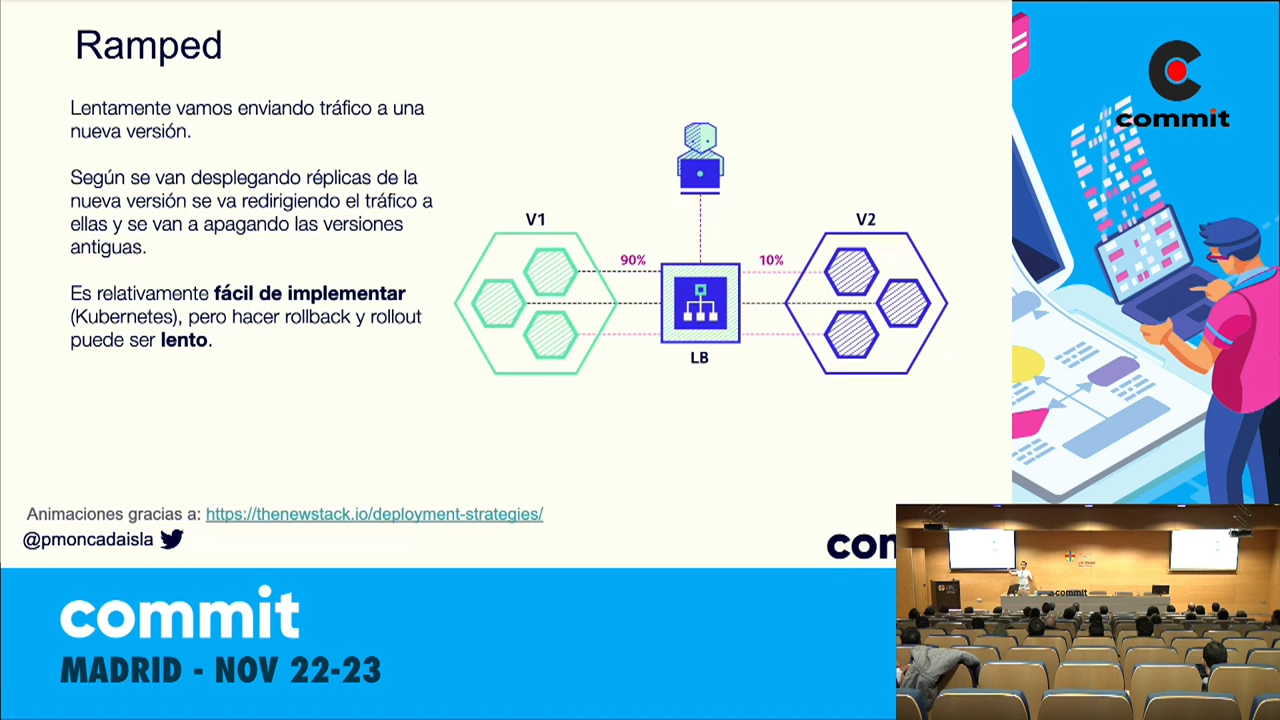 Ramped
Lentamente vamos enviando tráfico a una
nueva versión.
Según se van desplegando réplicas de la
nueva versión se va redirigiendo el tráfico a
ellas y se van a apagando las versiones
antiguas.
Es relativamente fácil de implementar
(Kubernetes), pero hacer rollback y rollout
puede ser lento.
V1
90%
10%
V2
LB
Animaciones gracias a: https://thenewstack.io/deployment-strategies/
@pmoncadaisla
com
commit
commit
MADRID - NOV 22-23
commit